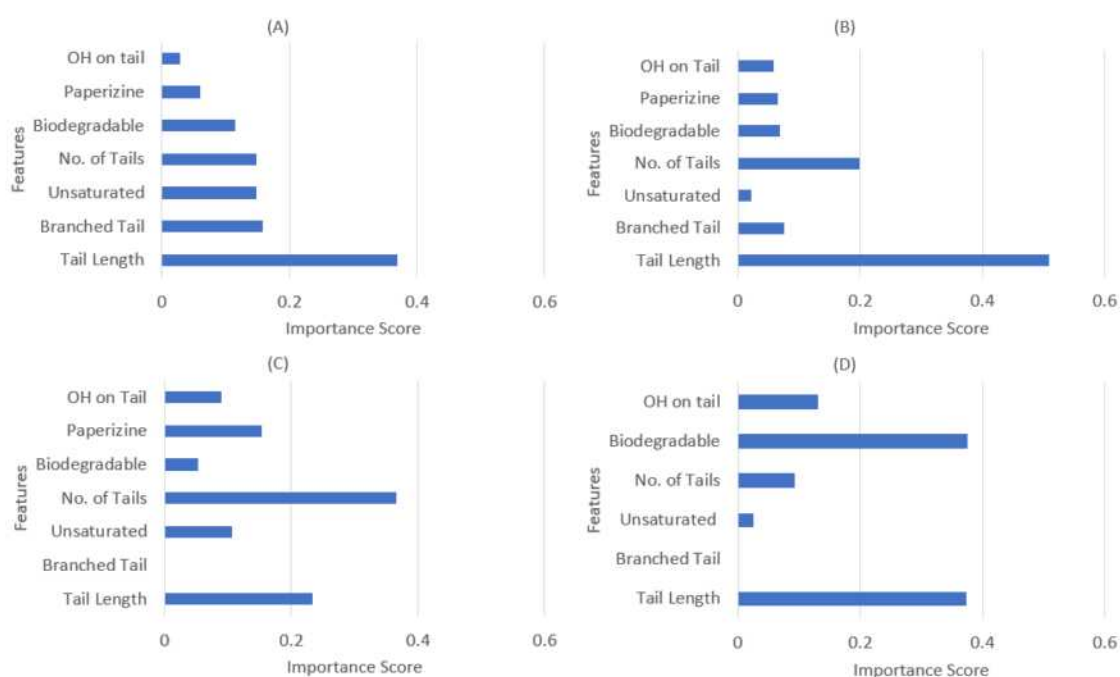 (A)
OH on tail
Paperizine
Biodegradable
No. of Tails
Unsaturated
Branched Tail
Tail Length
Features
0 0.2 0.4 0.6
Importance Score
(B)
OH on Tail
Paperizine
Biodegradable
No. of Tails
Unsaturated
Branched Tail
Tail Length
Features
0 0.2 0.4 0.6
Importance Score
(C)
OH on Tail
Paperizine
Biodegradable
No. of Tails
Unsaturated
Branched Tail
Tail Length
Features
0 0.2 0.4 0.6
Importance Score
(D)
OH on tail
Biodegradable
No. of Tails
Unsaturated
Branched Tail
Tail Length
Features
0 0.2 0.4 0.6
Importance Score